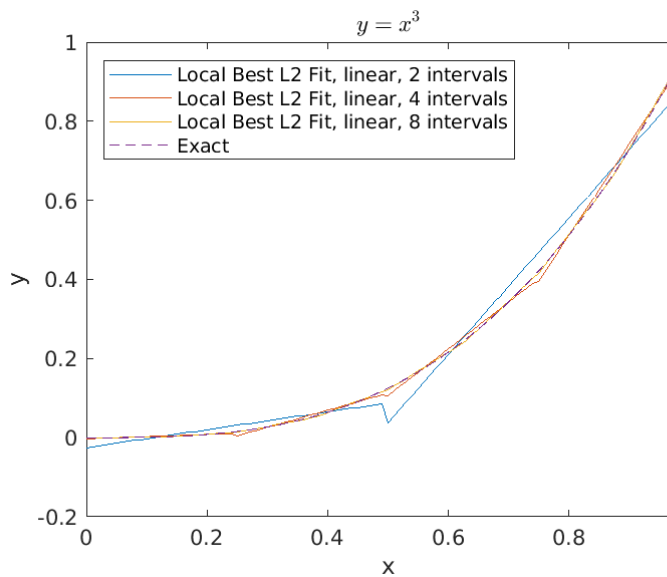 y = x³
1
Local Best L2 Fit, linear, 2 intervals
Local Best L2 Fit, linear, 4 intervals
Local Best L2 Fit, linear, 8 intervals
Exact
0.8
0.6
0.4
0.2
0
-0.2
y
0 0.2 0.4 0.6 0.8
x